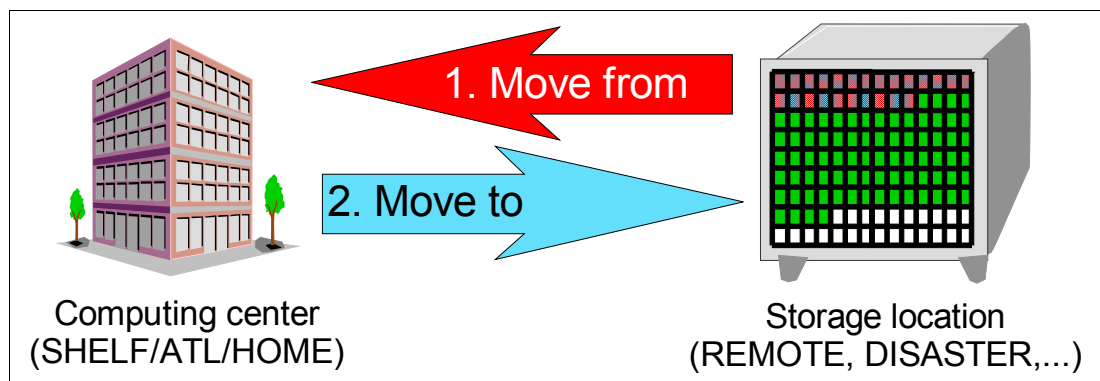 1. Move from
2. Move to
Computing center
(SHELF/ATL/HOME)
Storage location
(REMOTE, DISASTER,...)